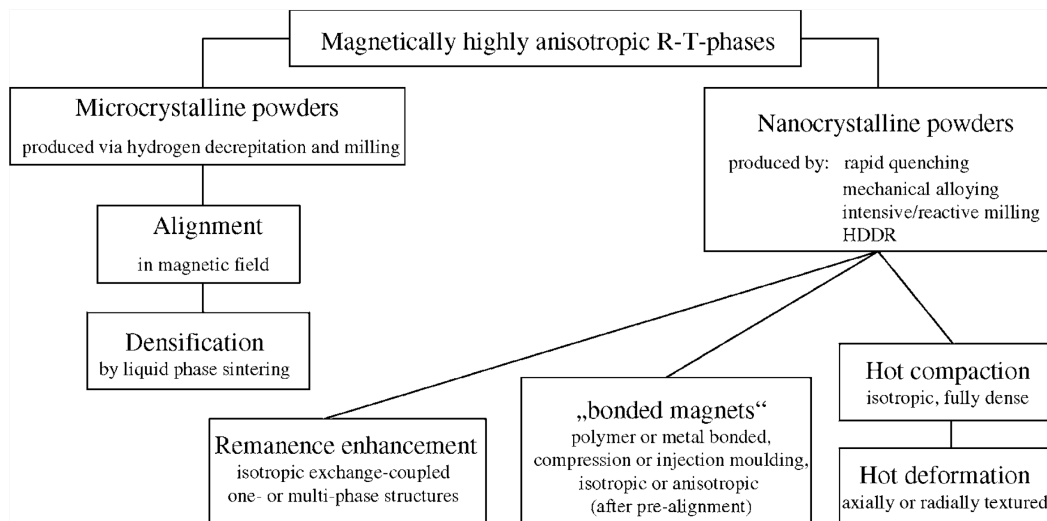 Magnetically highly anisotropic R-T-phases
Microcrystalline powders
produced via hydrogen decrepitation and milling
Alignment
in magnetic field
Densification
by liquid phase sintering
Nanocrystalline powders
produced by: rapid quenching
mechanical alloying
intensive/reactive milling
HDDR
Remanence enhancement
isotropic exchange-coupled
one- or multi-phase structures
„bonded magnets“
polymer or metal bonded,
compression or injection moulding,
isotropic or anisotropic
(after pre-alignment)
Hot compaction
isotropic, fully dense
Hot deformation
axially or radially textured